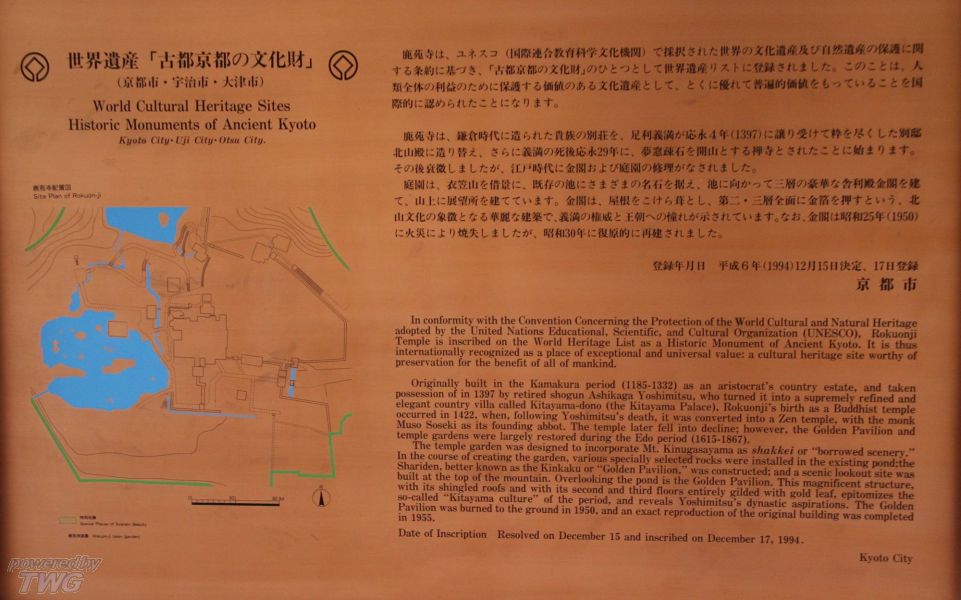 世界遺産「古都京都の文化財」
(京都市・宇治市・大津市)
World Cultural Heritage Sites
Historic Monuments of Ancient Kyoto
Kyoto City・Uji City・Otsu City.
鹿苑寺配置図
Site Plan of Rokuon-ji
特別名勝
Special Places of Scenic Beauty
鹿苑寺庭園 Rokuon-ji teien (garden)
鹿苑寺は、ユネスコ(国際連合教育科学文化機関)で採択された世界の文化遺産及び自然遺産の保護に関
する条約に基づき、「古都京都の文化財」のひとつとして世界遺産リストに登録されました。このことは、人
類全体の利益のために保護する価値のある文化遺産として、とくに優れて普遍的価値をもっていることを国
際的に認められたことになります。
鹿苑寺は、鎌倉時代に造られた貴族の別荘を、足利義満が応永4年(1397)に譲り受けて粋を尽くした別邸
北山殿に造り替え、さらに義満の死後応永29年に、夢窓疎石を開山とする禅寺とされたことに始まります。
その後衰微しましたが、江戸時代に金閣および庭園の修理がなされました。
庭園は、衣笠山を借景に、既存の池にさまざまの名石を据え、池に向かって三層の豪華な舎利殿金閣を建
て、山上に展望所を建てています。金閣は、屋根をこけら葺とし、第二・三層全面に金箔を押すという、北
山文化の象徴となる華麗な建築で、義満の権威と王朝への憧れが示されています。なお、金閣は昭和25年(1950)
に火災により焼失しましたが、昭和30年に復原的に再建されました。
登録年月日 平成6年(1994)12月15日決定、17日登録
京都市
In conformity with the Convention Concerning the Protection of the World Cultural and Natural Heritage
adopted by the United Nations Educational, Scientific, and Cultural Organization (UNESCO), Rokuonji
Temple is inscribed on the World Heritage List as a Historic Monument of Ancient Kyoto. It is thus
internationally recognized as a place of exceptional and universal value: a cultural heritage site worthy of
preservation for the benefit of all of mankind.
Originally built in the Kamakura period (1185-1332) as an aristocrat's country estate, and taken
possession of in 1397 by retired shogun Ashikaga Yoshimitsu, who turned it into a supremely refined and
elegant country villa called Kitayama-dono (the Kitayama Palace), Rokuonji's birth as a Buddhist temple
occurred in 1422, when, following Yoshimitsu's death, it was converted into a Zen temple, with the monk
Muso Soseki as its founding abbot. The temple later fell into decline; however, the Golden Pavilion and
temple gardens were largely restored during the Edo period (1615-1867).
The temple garden was designed to incorporate Mt. Kinugasayama as shakkei or "borrowed scenery."
In the course of creating the garden, various specially selected rocks were installed in the existing pond;the
Shariden, better known as the Kinkaku or "Golden Pavilion," was constructed; and a scenic lookout site was
built at the top of the mountain. Overlooking the pond is the Golden Pavilion. This magnificent structure,
with its shingled roofs and with its second and third floors entirely gilded with gold leaf, epitomizes the
so-called "Kitayama culture" of the period, and reveals Yoshimitsu's dynastic aspirations. The Golden
Pavilion was burned to the ground in 1950, and an exact reproduction of the original building was completed
in 1955.
Date of Inscription Resolved on December 15 and inscribed on December 17, 1994.
Kyoto City
powered by
TWG